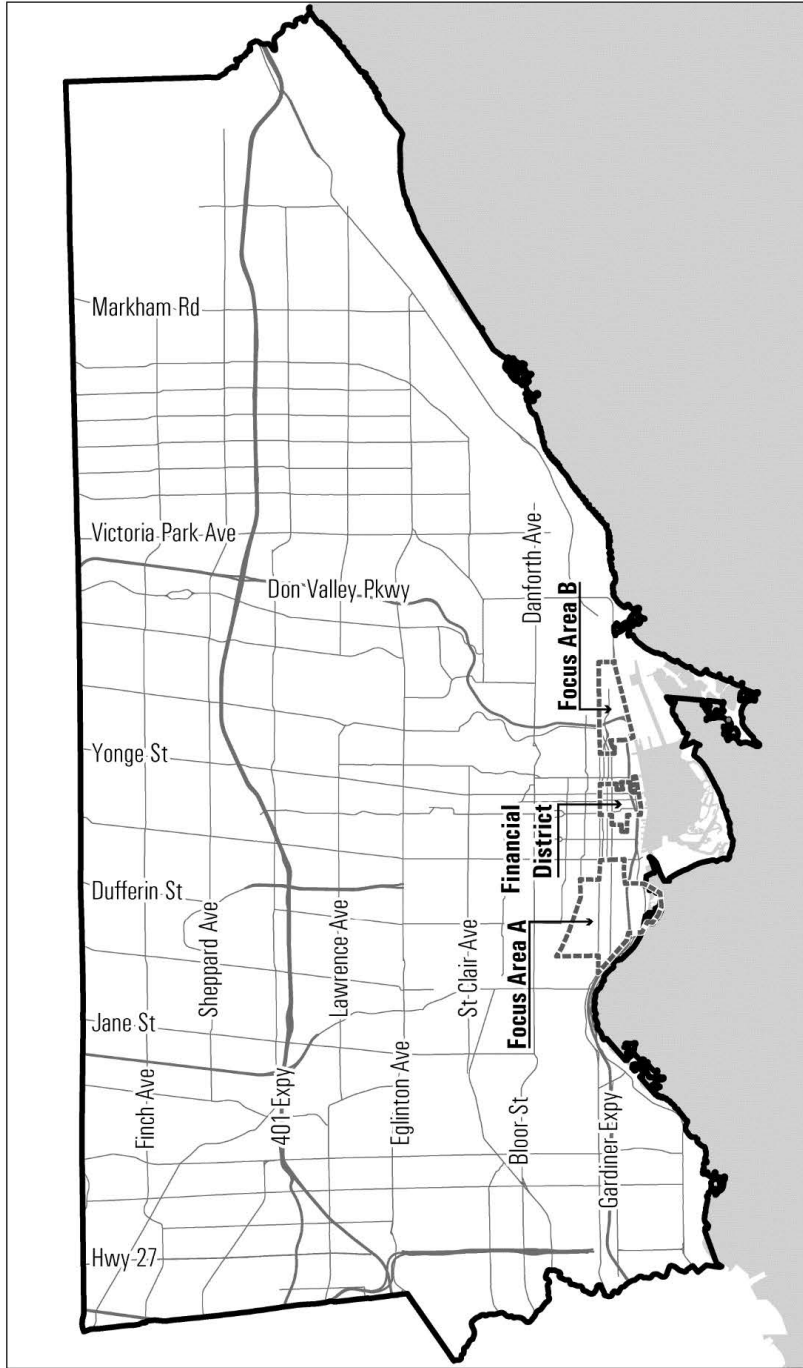 Markham Rd
Victoria Park Ave
Don Valley Pkwy
Danforth Ave
Focus Area B
Yonge St
Financial
District
Dufferin St
Sheppard Ave
Lawrence Ave
St Clair Ave
Focus Area A
Jane St
Finch Ave
401 Expy
Eglinton Ave
Bloor St
Gardiner Expy
Hwy 27